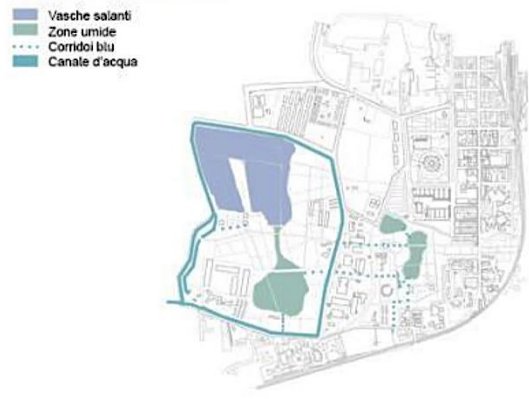 Vasche salanti
Zone umide
Corridoi blu
Canale d'acqua